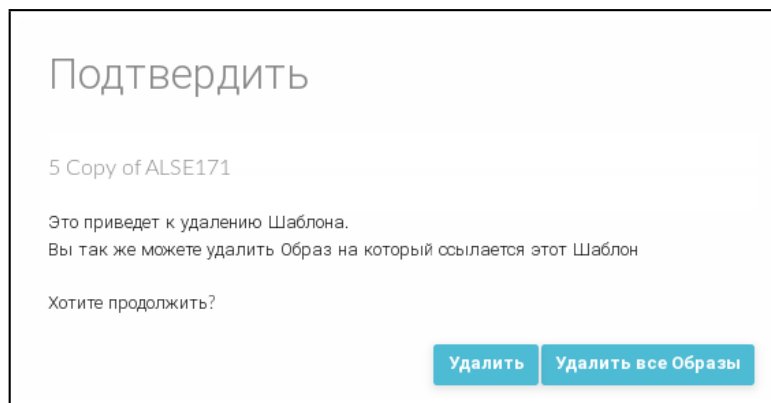 Подтвердить
5 Copy of ALSE171
Это приведет к удалению Шаблона.
Вы так же можете удалить Образ на который ссылается этот Шаблон
Хотите продолжить?
Удалить Удалить все Образы